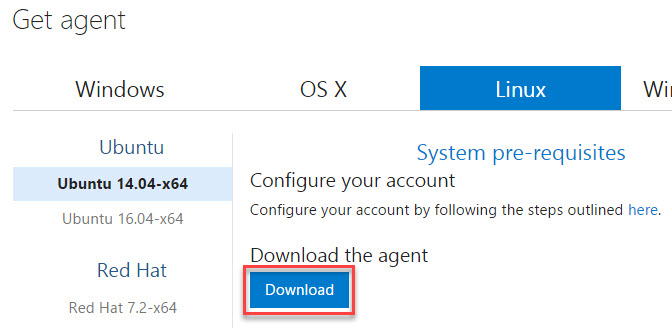 Get agent
Windows
OS X
Linux
Ubuntu
Ubuntu 14.04-x64
Ubuntu 16.04-x64
Red Hat
Red Hat 7.2-x64
System pre-requisites
Configure your account
Configure your account by following the steps outlined here.
Download the agent
Download